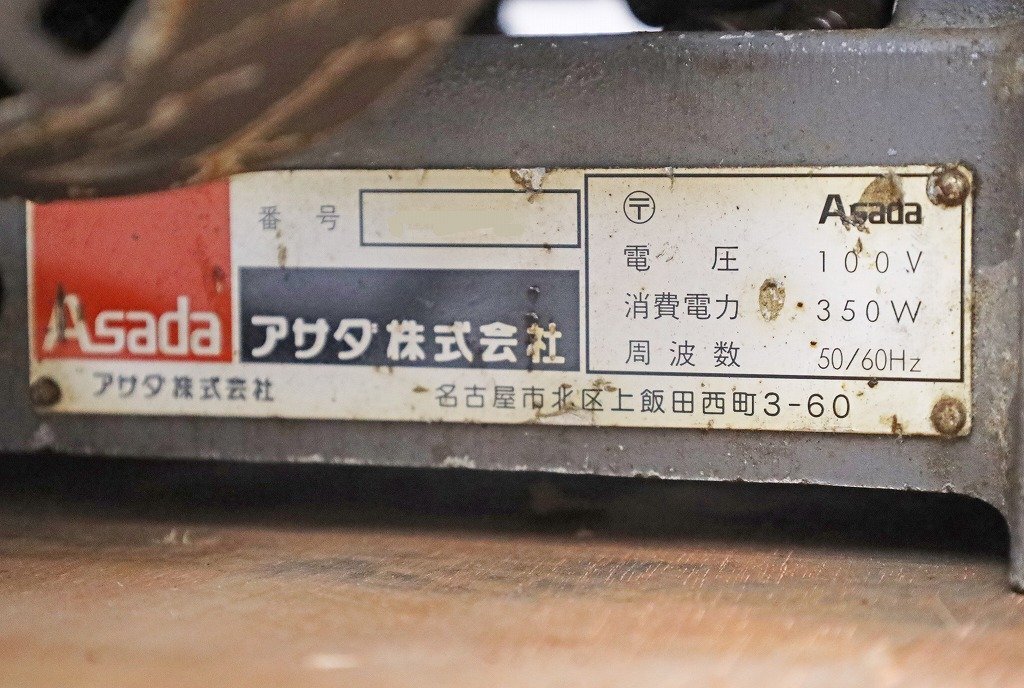 Asada
番号
アサダ株式会社
アサダ株式会社
〒 Asada
電圧 100V
消費電力 350W
周波数 50/60Hz
名古屋市北区上飯田西町3-60